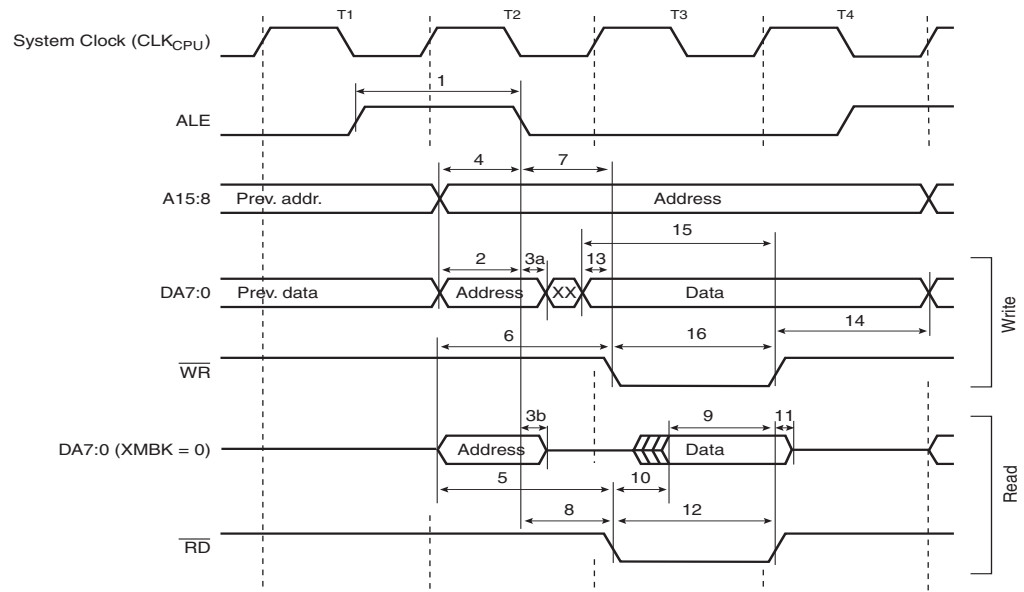 T1 T2 T3 T4
System Clock (CLKCPU)
1
ALE
4 7
A15:8 Prev. addr. Address
15
2 3a 13
DA7:0 Prev. data Address XX Data
14
6 16
WR
Write
3b 9 11
DA7:0 (XMBK = 0) Address Data
5 10
8 12
RD
Read